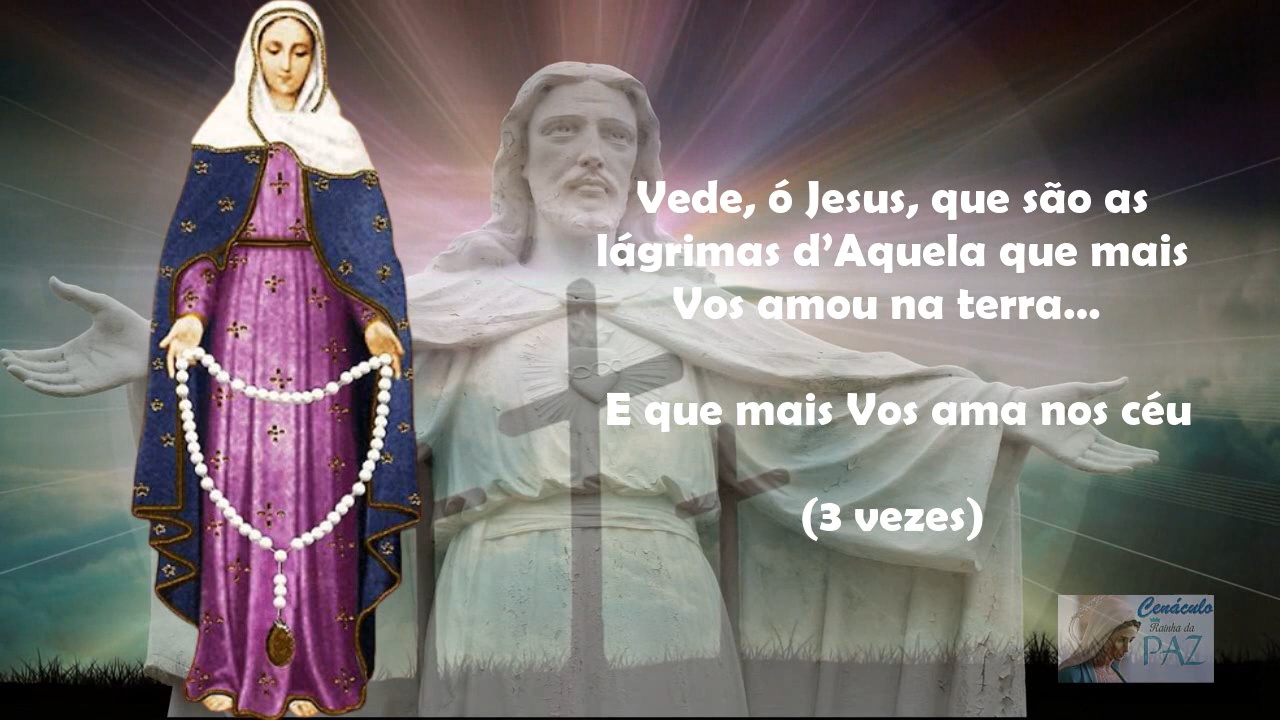 Vede, ó Jesus, que são as
lágrimas d’Aquela que mais
Vos amou na terra...
E que mais Vos ama nos céu
(3 vezes)
Cenáculo
Rainha da
PAZ